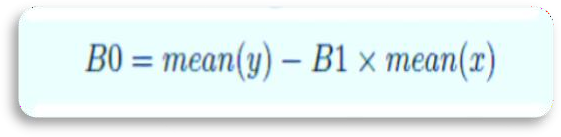 B0 = mean(y) − B1 × mean(x)